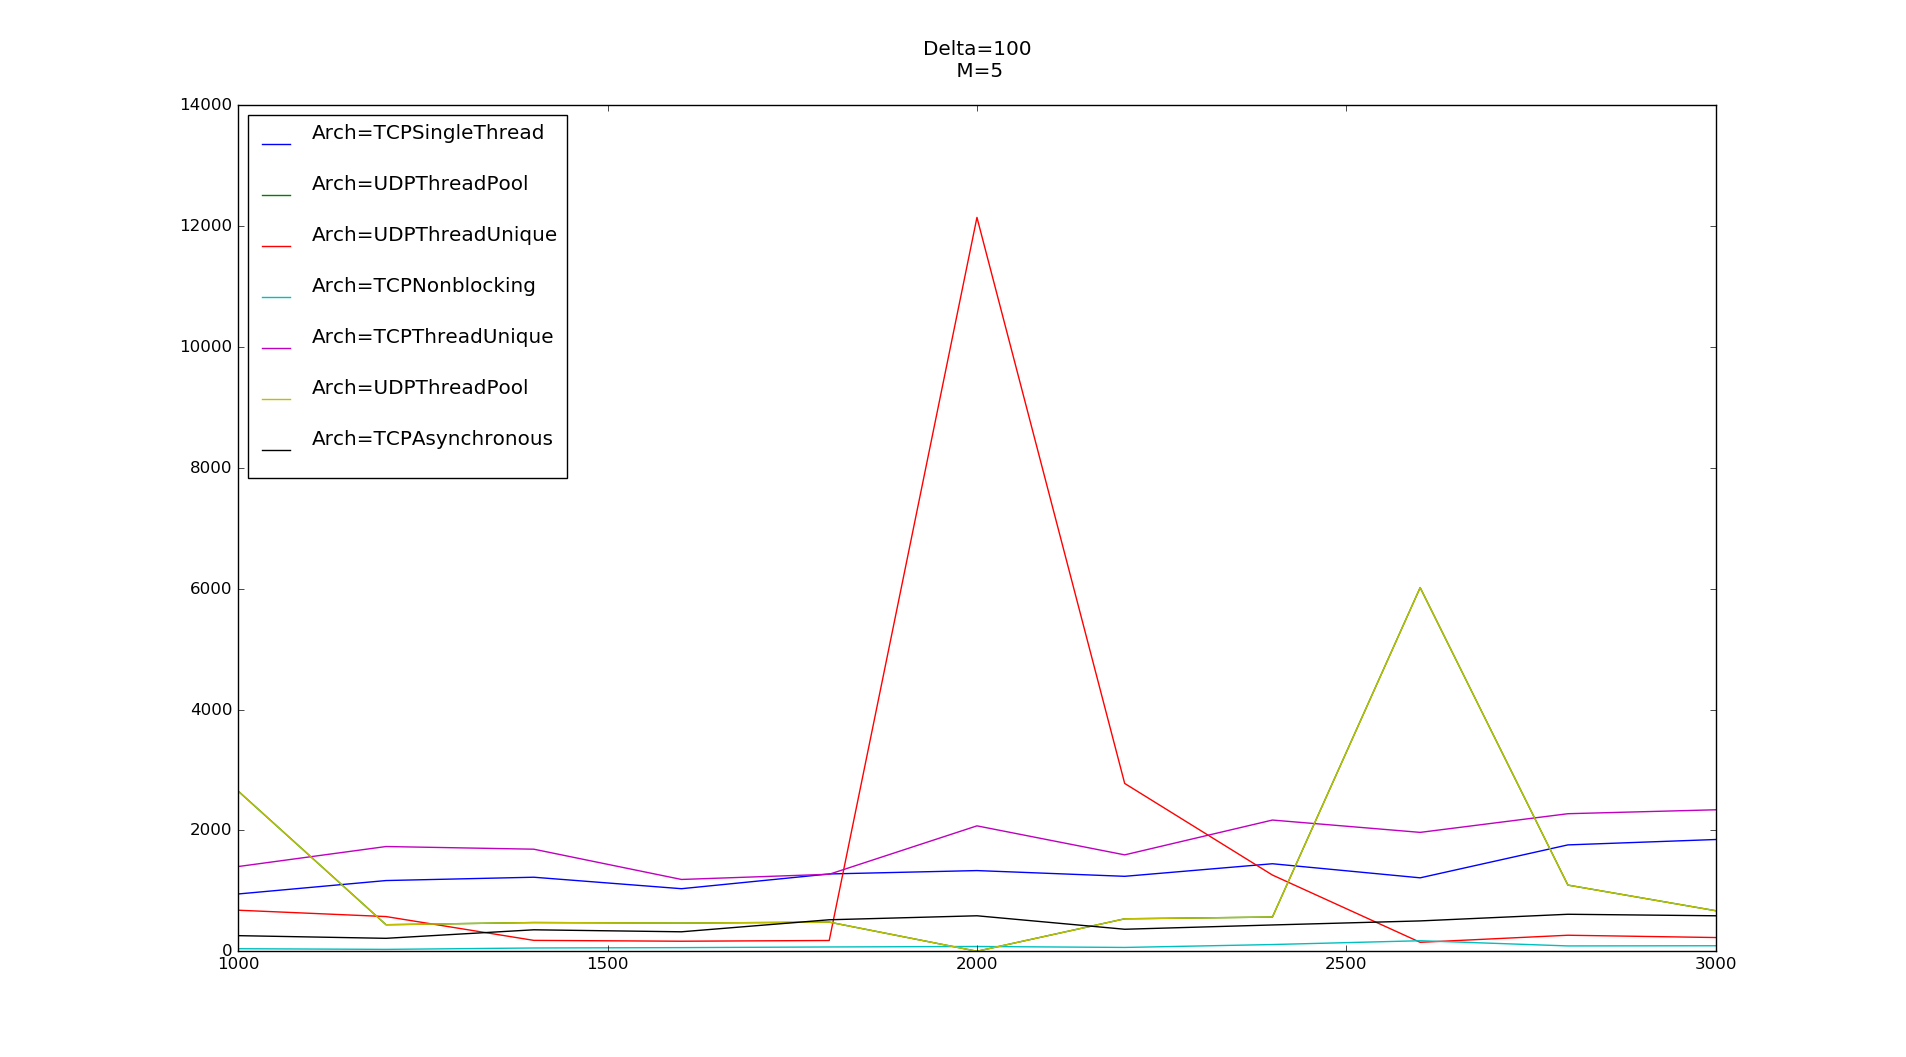 Delta=100
M=5
14000
12000
10000
8000
6000
4000
2000
0
Arch=TCPSingleThread
Arch=UDPThreadPool
Arch=UDPThreadUnique
Arch=TCPNonblocking
Arch=TCPThreadUnique
Arch=UDPThreadPool
Arch=TCPAsynchronous
1000 1500 2000 2500 3000